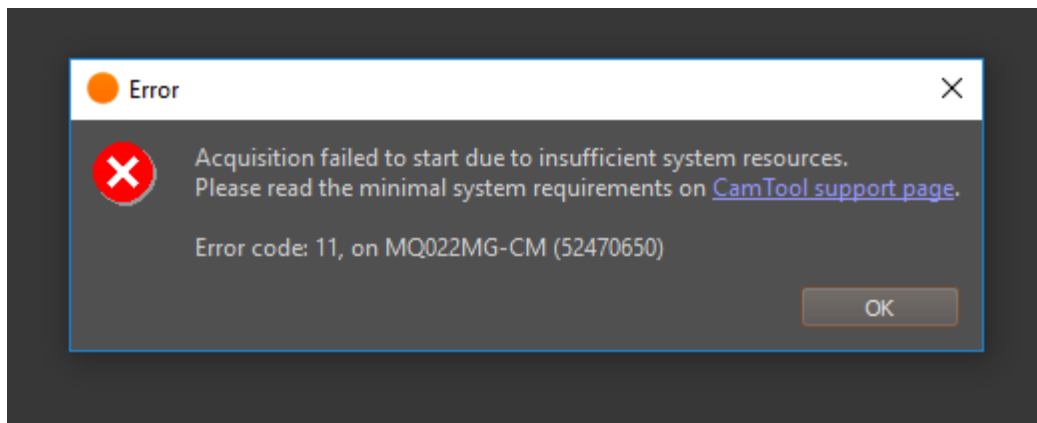 Error
Acquisition failed to start due to insufficient system resources.
Please read the minimal system requirements on CamTool support page.
Error code: 11, on MQ022MG-CM (52470650)
OK